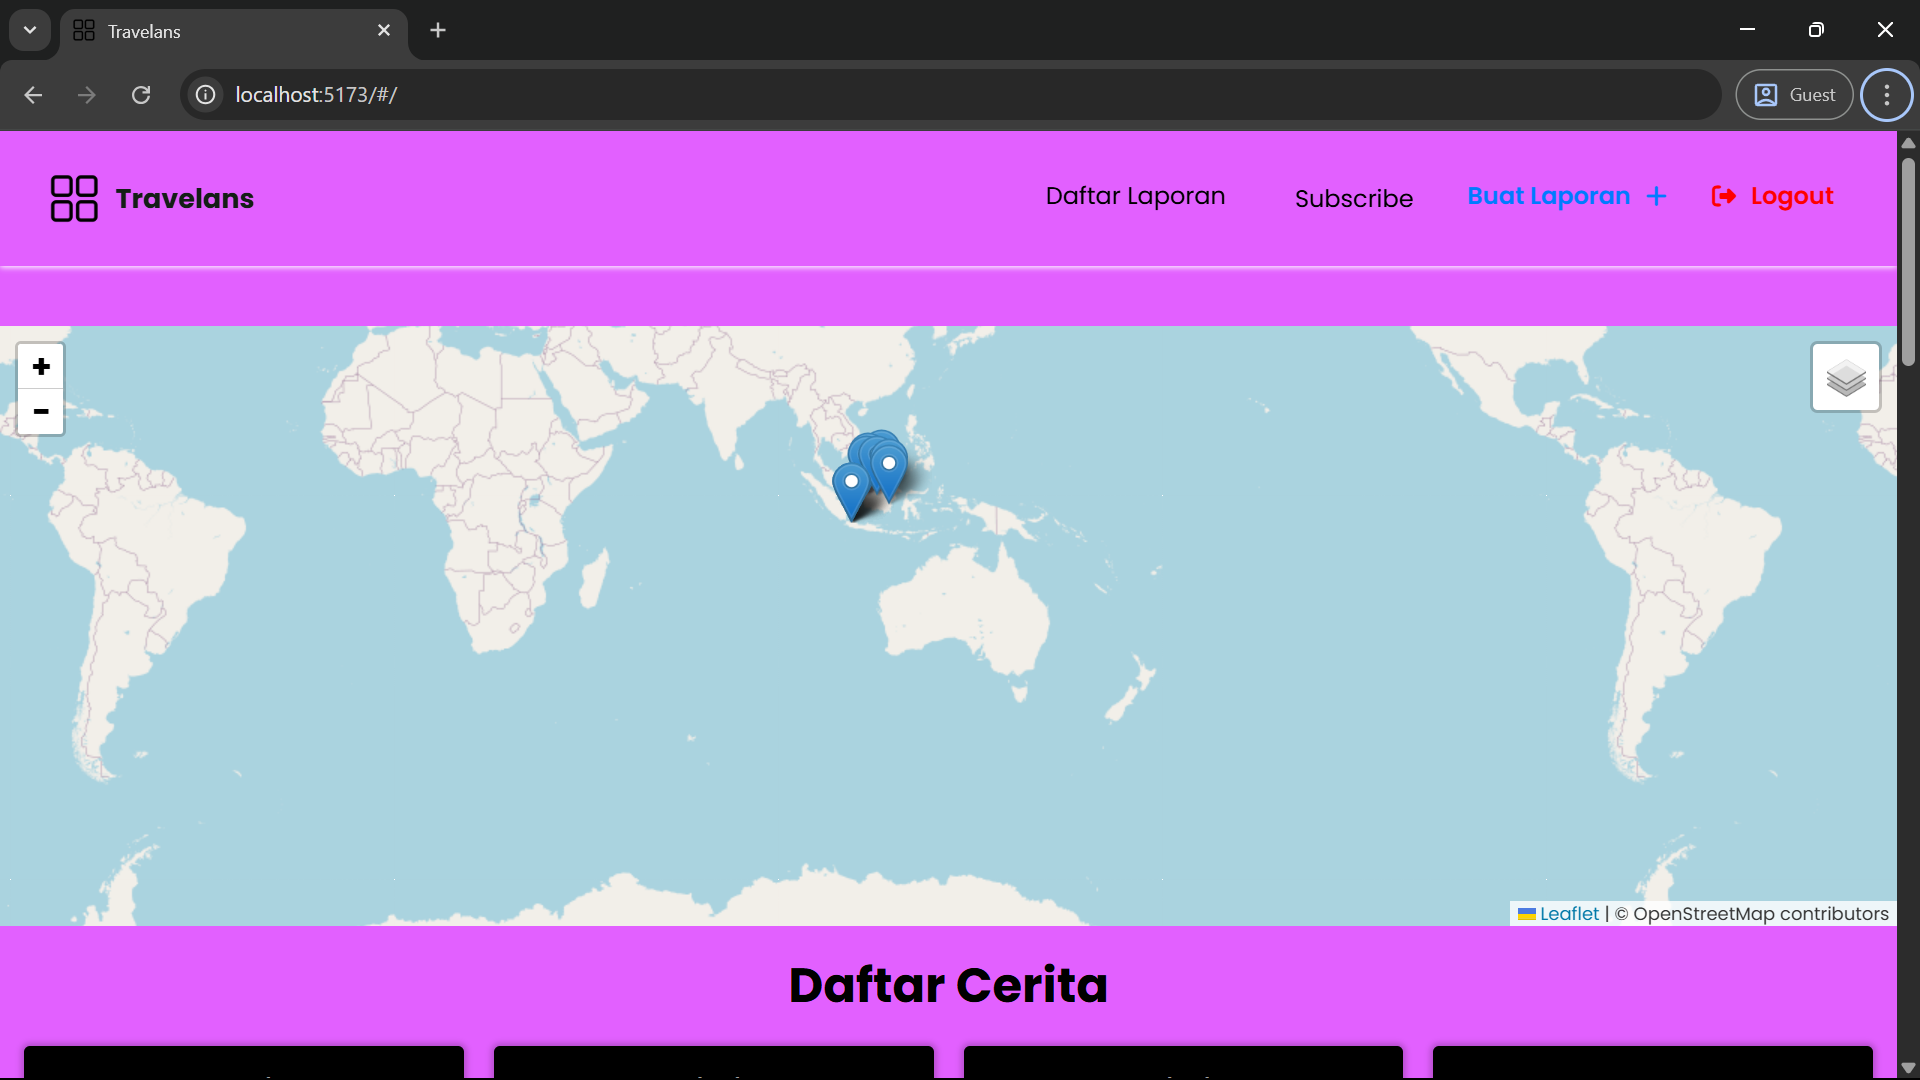 Travelans
localhost:5173/#/
Guest
Travelans
Daftar Laporan
Subscribe
Buat Laporan +
Logout
+
-
Leaflet | © OpenStreetMap contributors
Daftar Cerita